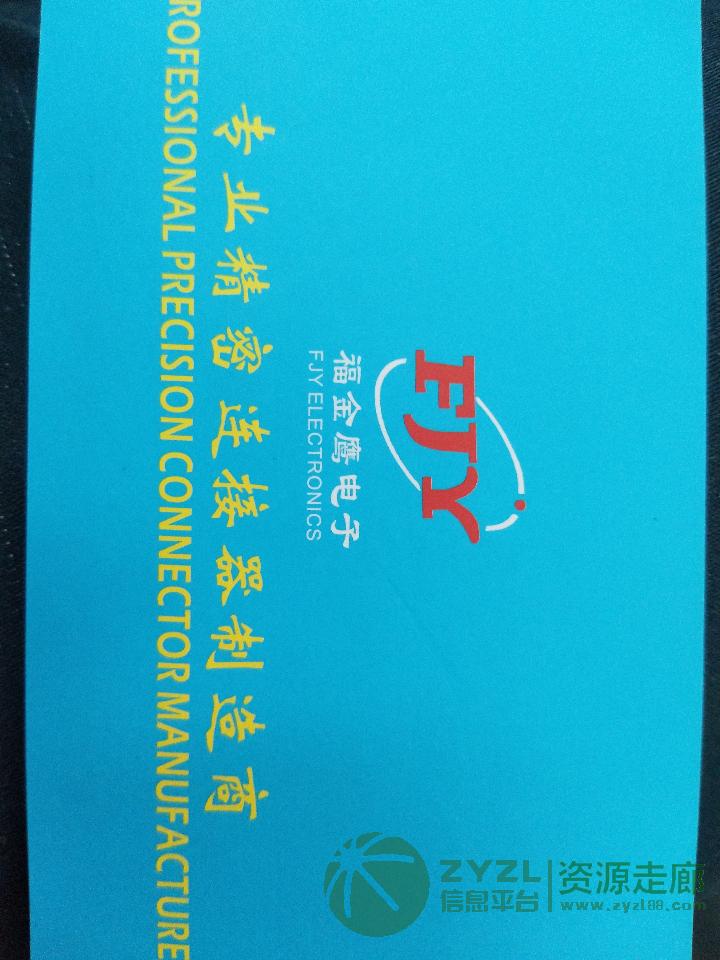 FJY
福金鹰电子
FJY ELECTRONICS
专业精密连接器制造商
ROFESSIONAL PRECISION CONNECTOR MANUFACTURE
ZYZL 信息平台
资源走廊
www.zyzl88.com